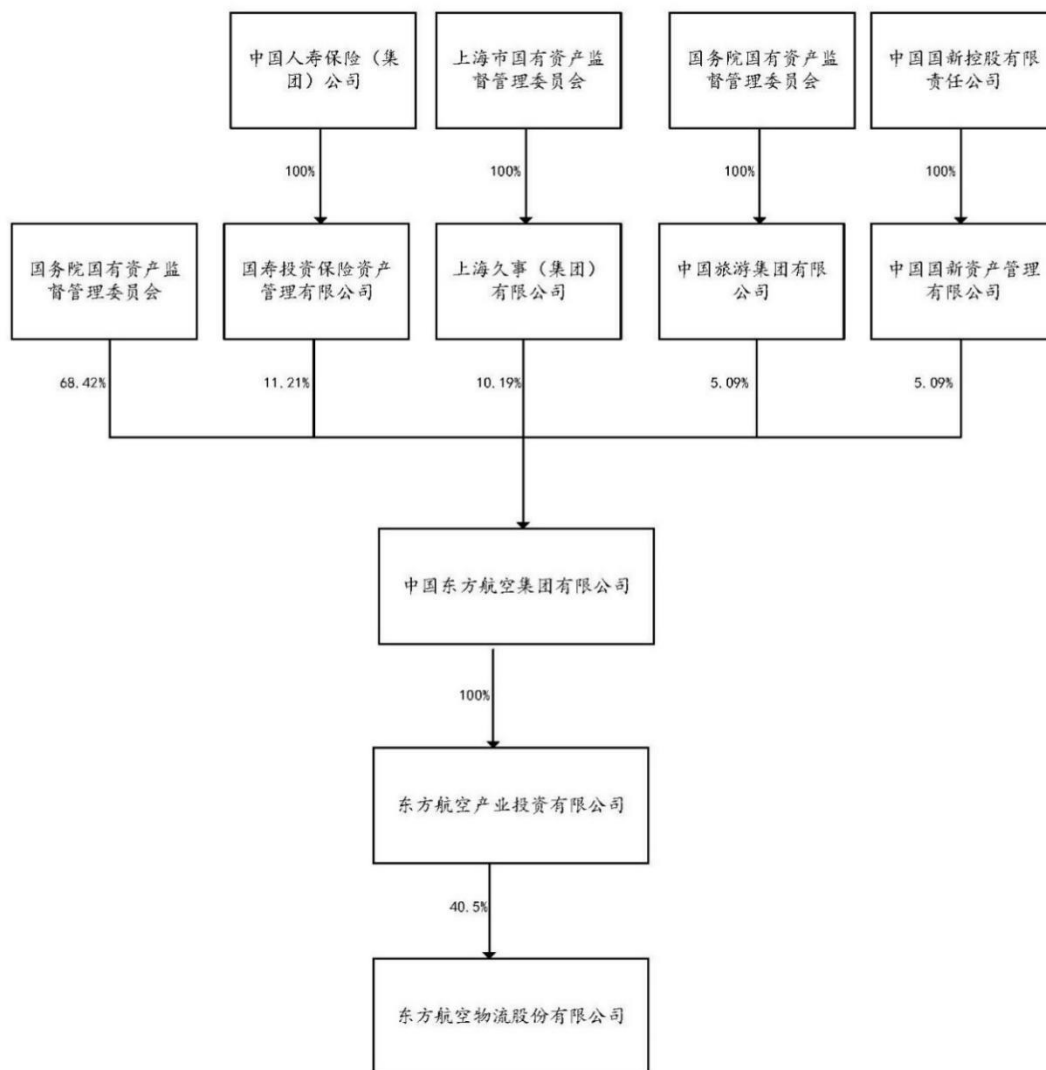 中国人寿保险（集
团）公司
上海市国有资产监
督管理委员会
国务院国有资产监
督管理委员会
中国国新控股有限
责任公司
100%
100%
100%
100%
国务院国有资产监
督管理委员会
国寿投资保险资产
管理有限公司
上海久事（集团）
有限公司
中国旅游集团有限
公司
中国国新资产管理
有限公司
68.42%
11.21%
10.19%
5.09%
5.09%
中国东方航空集团有限公司
100%
东方航空产业投资有限公司
40.5%
东方航空物流股份有限公司